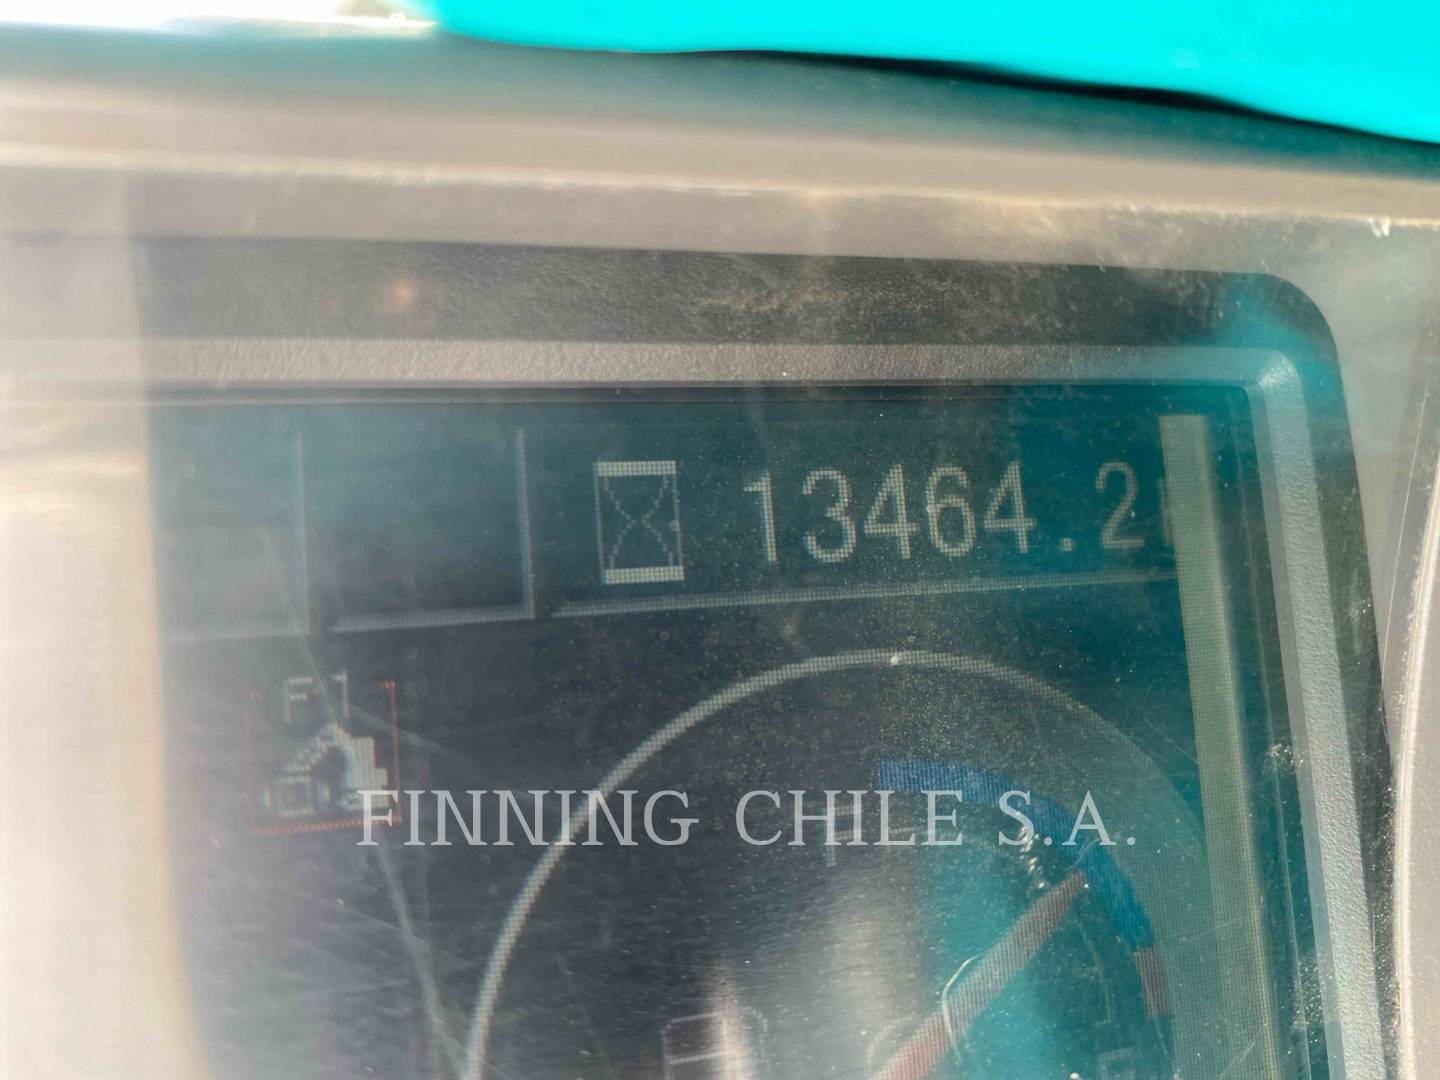 13464.2
F1
FINNING CHILE S.A.